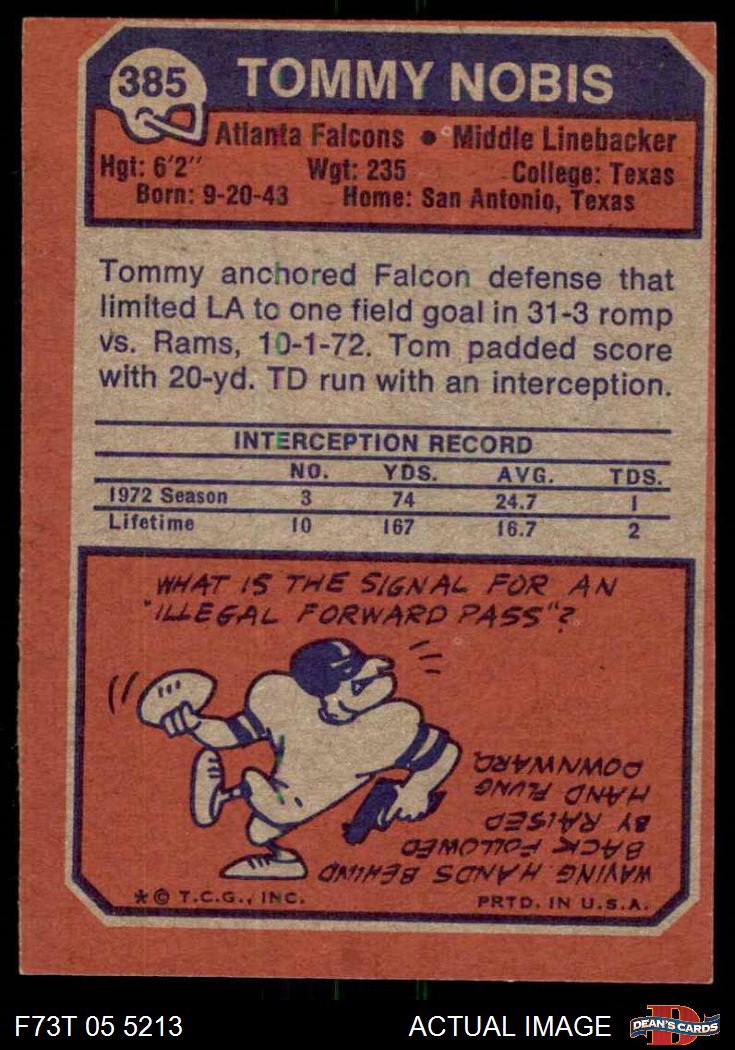 385
TOMMY NOBIS
Atlanta Falcons • Middle Linebacker
Hgt: 6'2" Wgt: 235 College: Texas
Born: 9-20-43 Home: San Antonio, Texas
Tommy anchored Falcon defense that
limited LA to one field goal in 31-3 romp
vs. Rams, 10-1-72. Tom padded score
with 20-yd. TD run with an interception.
INTERCEPTION RECORD
NO. YDS. AVG. TDS.
1972 Season 3 74 24.7 1
Lifetime 10 167 16.7 2
WHAT IS THE SIGNAL FOR AN
"ILLEGAL FORWARD PASS"?
WAVING HANDS BEHIND
BACK FOLLOWED
BY RAISED
HAND FLUNG
DOWNWARD
* © T.C.G., INC. PRTD. IN U.S.A.
F73T 05 5213 ACTUAL IMAGE
D
DEAN'S CARDS